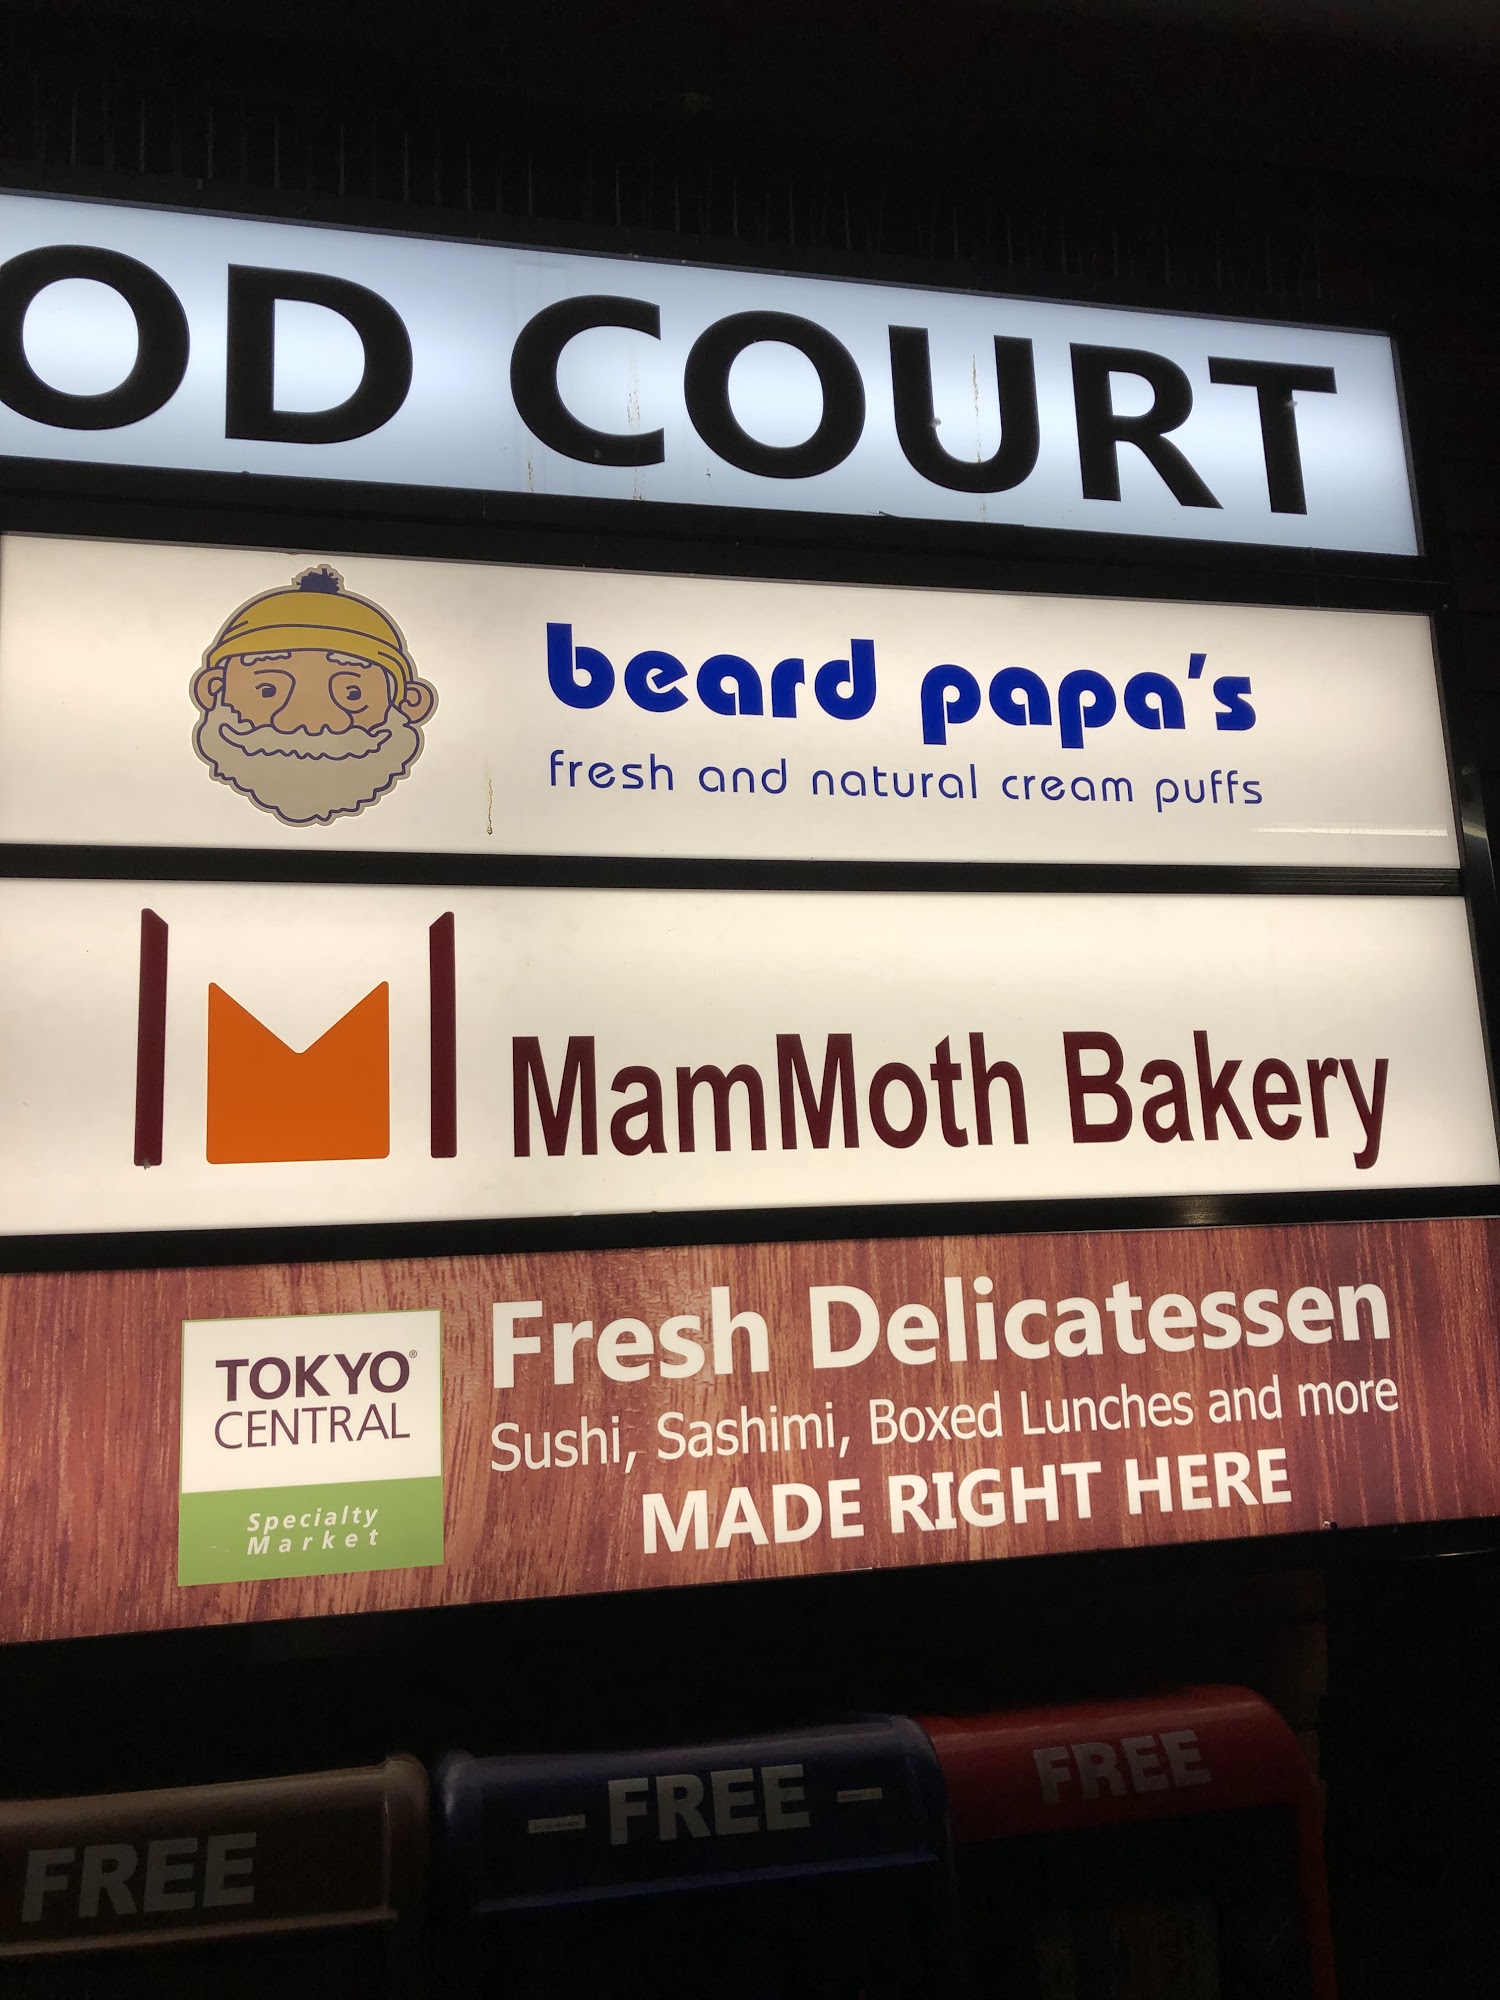 OD COURT
beard papa's
fresh and natural cream puffs
MamMoth Bakery
TOKYO®
CENTRAL
Specialty
Market
Fresh Delicatessen
Sushi, Sashimi, Boxed Lunches and more
MADE RIGHT HERE
FREE
- FREE -
FREE